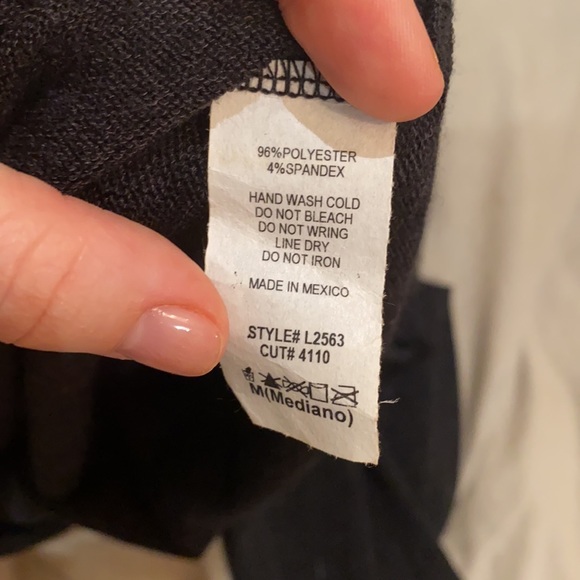 96%POLYESTER
4%SPANDEX
HAND WASH COLD
DO NOT BLEACH
DO NOT WRING
LINE DRY
DO NOT IRON
MADE IN MEXICO
STYLE# L2563
CUT# 4110
M(Mediano)